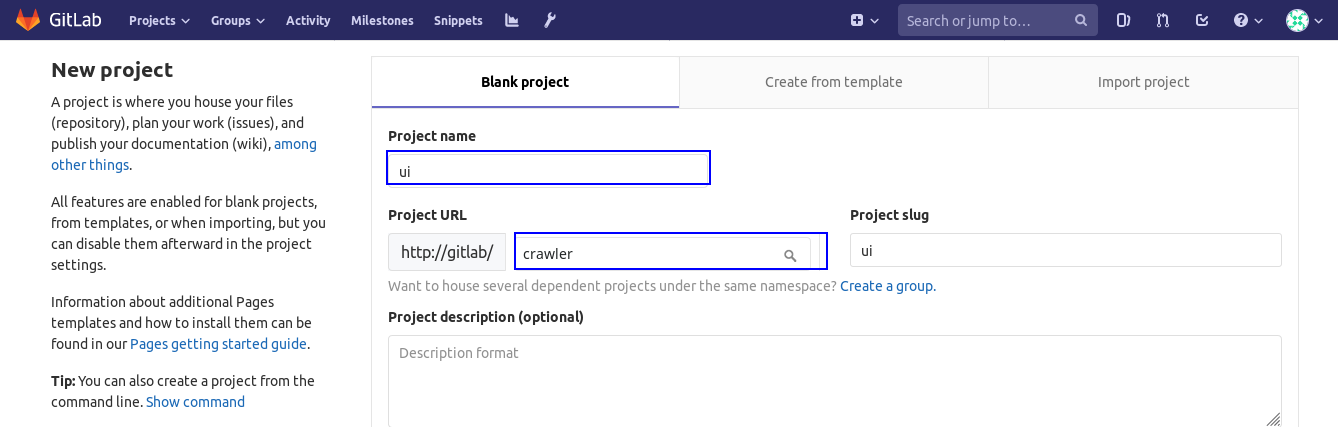 GitLab Projects Groups Activity Milestones Snippets Search or jump to…
New project
A project is where you house your files
(repository), plan your work (issues), and
publish your documentation (wiki), among
other things.
All features are enabled for blank projects,
from templates, or when importing, but you
can disable them afterward in the project
settings.
Information about additional Pages
templates and how to install them can be
found in our Pages getting started guide.
Tip: You can also create a project from the
command line. Show command
Blank project Create from template Import project
Project name
ui
Project URL Project slug
http://gitlab/ crawler ui
Want to house several dependent projects under the same namespace? Create a group.
Project description (optional)
Description format